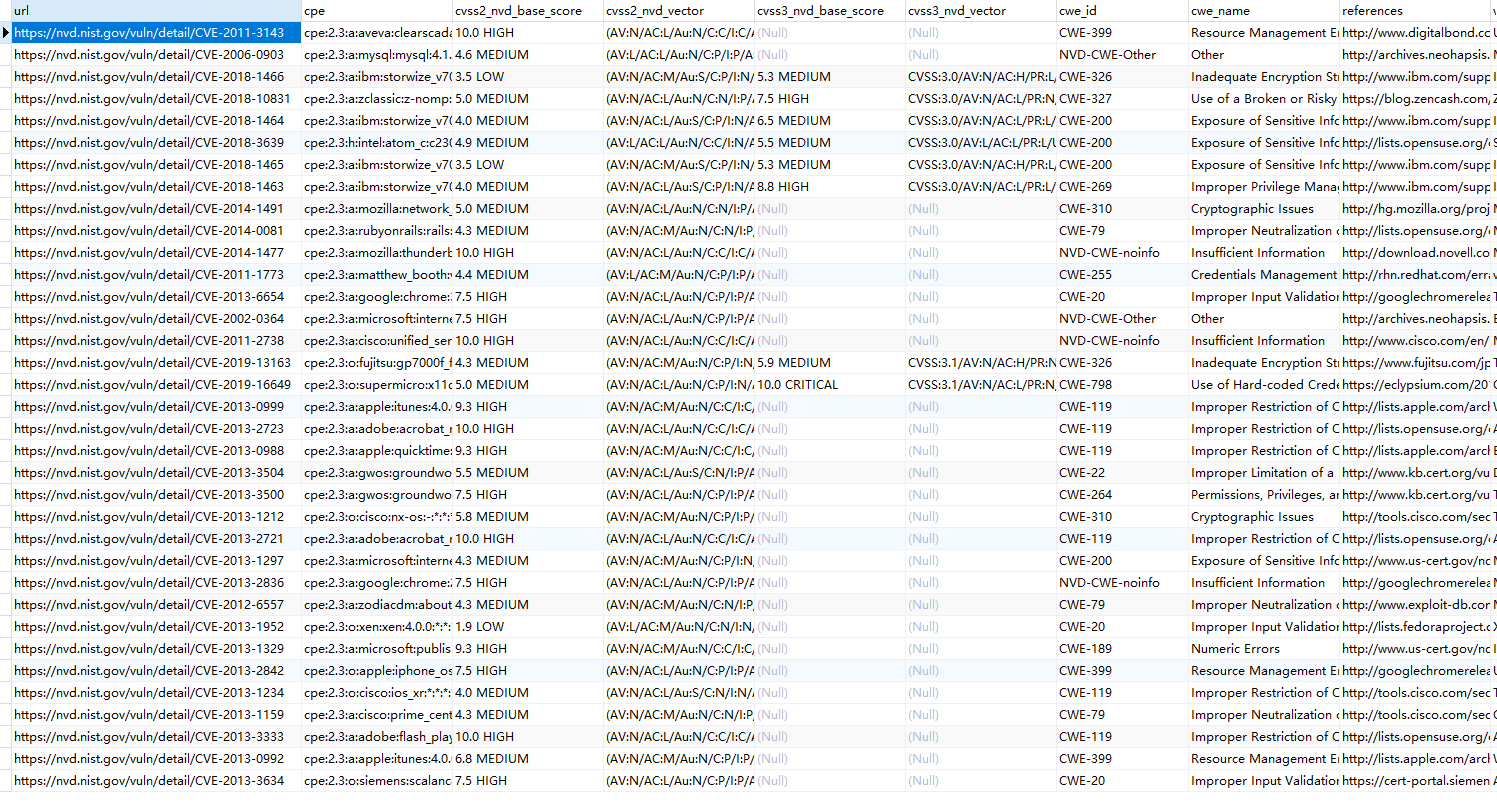 url cpe cvss2_nvd_base_score cvss2_nvd_vector cvss3_nvd_base_score cvss3_nvd_vector cwe_id cwe_name references
https://nvd.nist.gov/vuln/detail/CVE-2011-3143 cpe:2.3:a:aveva:clearscada 10.0 HIGH (AV:N/AC:L/Au:N/C:C/I:C/ (Null) (Null) CWE-399 Resource Management Er http://www.digitalbond.cc
https://nvd.nist.gov/vuln/detail/CVE-2006-0903 cpe:2.3:a:mysql:mysql:4.1. 4.6 MEDIUM (AV:L/AC:L/Au:N/C:P/I:P/A (Null) (Null) NVD-CWE-Other Other http://archives.neohapsis.
https://nvd.nist.gov/vuln/detail/CVE-2018-1466 cpe:2.3:a:ibm:storwize_v70 3.5 LOW (AV:N/AC:M/Au:S/C:P/I:N/ 5.3 MEDIUM CVSS:3.0/AV:N/AC:H/PR:L/ CWE-326 Inadequate Encryption Str http://www.ibm.com/supp
https://nvd.nist.gov/vuln/detail/CVE-2018-10831 cpe:2.3:a:zclassic:z-nomp: 5.0 MEDIUM (AV:N/AC:L/Au:N/C:N/I:P/ 7.5 HIGH CVSS:3.0/AV:N/AC:L/PR:N, CWE-327 Use of a Broken or Risky https://blog.zencash.com,
https://nvd.nist.gov/vuln/detail/CVE-2018-1464 cpe:2.3:a:ibm:storwize_v70 4.0 MEDIUM (AV:N/AC:L/Au:S/C:P/I:N/ 6.5 MEDIUM CVSS:3.0/AV:N/AC:L/PR:L/ CWE-200 Exposure of Sensitive Info http://www.ibm.com/supp
https://nvd.nist.gov/vuln/detail/CVE-2018-3639 cpe:2.3:h:intel:atom_c:c230 4.9 MEDIUM (AV:L/AC:L/Au:N/C:C/I:N/ 5.5 MEDIUM CVSS:3.0/AV:L/AC:L/PR:L/U CWE-200 Exposure of Sensitive Info http://lists.opensuse.org/
https://nvd.nist.gov/vuln/detail/CVE-2018-1465 cpe:2.3:a:ibm:storwize_v70 3.5 LOW (AV:N/AC:M/Au:S/C:P/I:N/ 5.3 MEDIUM CVSS:3.0/AV:N/AC:H/PR:L/ CWE-200 Exposure of Sensitive Info http://www.ibm.com/supp
https://nvd.nist.gov/vuln/detail/CVE-2018-1463 cpe:2.3:a:ibm:storwize_v70 4.0 MEDIUM (AV:N/AC:L/Au:S/C:P/I:N/ 8.8 HIGH CVSS:3.0/AV:N/AC:L/PR:L/ CWE-269 Improper Privilege Manag http://www.ibm.com/supp
https://nvd.nist.gov/vuln/detail/CVE-2014-1491 cpe:2.3:a:mozilla:network_ 5.0 MEDIUM (AV:N/AC:L/Au:N/C:N/I:P/ (Null) (Null) CWE-310 Cryptographic Issues http://hg.mozilla.org/proj
https://nvd.nist.gov/vuln/detail/CVE-2014-0081 cpe:2.3:a:rubyonrails:rails: 4.3 MEDIUM (AV:N/AC:M/Au:N/C:N/I:P, (Null) (Null) CWE-79 Improper Neutralization http://lists.opensuse.org/
https://nvd.nist.gov/vuln/detail/CVE-2014-1477 cpe:2.3:a:mozilla:thunderb 10.0 HIGH (AV:N/AC:L/Au:N/C:C/I:C/ (Null) (Null) NVD-CWE-noinfo Insufficient Information http://download.novell.co
https://nvd.nist.gov/vuln/detail/CVE-2011-1773 cpe:2.3:a:matthew_booth: 4.4 MEDIUM (AV:L/AC:M/Au:N/C:P/I:P/ (Null) (Null) CWE-255 Credentials Management http://rhn.redhat.com/erra
https://nvd.nist.gov/vuln/detail/CVE-2013-6654 cpe:2.3:a:google:chrome: 7.5 HIGH (AV:N/AC:L/Au:N/C:P/I:P/A (Null) (Null) CWE-20 Improper Input Validation http://googlechromerelea
https://nvd.nist.gov/vuln/detail/CVE-2002-0364 cpe:2.3:a:microsoft:interne 7.5 HIGH (AV:N/AC:L/Au:N/C:P/I:P/A (Null) (Null) NVD-CWE-Other Other http://archives.neohapsis.
https://nvd.nist.gov/vuln/detail/CVE-2011-2738 cpe:2.3:a:cisco:unified_ser 10.0 HIGH (AV:N/AC:L/Au:N/C:C/I:C/ (Null) (Null) NVD-CWE-noinfo Insufficient Information http://www.cisco.com/en/
https://nvd.nist.gov/vuln/detail/CVE-2019-13163 cpe:2.3:o:fujitsu:gp7000f_f 4.3 MEDIUM (AV:N/AC:M/Au:N/C:P/I:N, 5.9 MEDIUM CVSS:3.1/AV:N/AC:H/PR:N CWE-326 Inadequate Encryption Str https://www.fujitsu.com/jp
https://nvd.nist.gov/vuln/detail/CVE-2019-16649 cpe:2.3:o:supermicro:x11d 5.0 MEDIUM (AV:N/AC:L/Au:N/C:P/I:N/ 10.0 CRITICAL CVSS:3.1/AV:N/AC:L/PR:N, CWE-798 Use of Hard-coded Crede https://eclypsium.com/20
https://nvd.nist.gov/vuln/detail/CVE-2013-0999 cpe:2.3:a:apple:itunes:4.0. 9.3 HIGH (AV:N/AC:M/Au:N/C:C/I:C/ (Null) (Null) CWE-119 Improper Restriction of C http://lists.apple.com/arcl
https://nvd.nist.gov/vuln/detail/CVE-2013-2723 cpe:2.3:a:adobe:acrobat_r 10.0 HIGH (AV:N/AC:L/Au:N/C:C/I:C/ (Null) (Null) CWE-119 Improper Restriction of C http://lists.opensuse.org/
https://nvd.nist.gov/vuln/detail/CVE-2013-0988 cpe:2.3:a:apple:quicktime: 9.3 HIGH (AV:N/AC:M/Au:N/C:C/I:C/ (Null) (Null) CWE-119 Improper Restriction of C http://lists.apple.com/arcl
https://nvd.nist.gov/vuln/detail/CVE-2013-3504 cpe:2.3:a:gwos:groundwo 5.5 MEDIUM (AV:N/AC:L/Au:S/C:N/I:P/ (Null) (Null) CWE-22 Improper Limitation of a http://www.kb.cert.org/vu
https://nvd.nist.gov/vuln/detail/CVE-2013-3500 cpe:2.3:a:gwos:groundwo 7.5 HIGH (AV:N/AC:L/Au:N/C:P/I:P/A (Null) (Null) CWE-264 Permissions, Privileges, ar http://www.kb.cert.org/vu
https://nvd.nist.gov/vuln/detail/CVE-2013-1212 cpe:2.3:o:cisco:nx-os:-:*:*:* 5.8 MEDIUM (AV:N/AC:M/Au:N/C:P/I:P/ (Null) (Null) CWE-310 Cryptographic Issues http://tools.cisco.com/sec
https://nvd.nist.gov/vuln/detail/CVE-2013-2721 cpe:2.3:a:adobe:acrobat_r 10.0 HIGH (AV:N/AC:L/Au:N/C:C/I:C/ (Null) (Null) CWE-119 Improper Restriction of C http://lists.opensuse.org/
https://nvd.nist.gov/vuln/detail/CVE-2013-1297 cpe:2.3:a:microsoft:interne 4.3 MEDIUM (AV:N/AC:M/Au:N/C:P/I:N, (Null) (Null) CWE-200 Exposure of Sensitive Info http://www.us-cert.gov/nc
https://nvd.nist.gov/vuln/detail/CVE-2013-2836 cpe:2.3:a:google:chrome: 7.5 HIGH (AV:N/AC:L/Au:N/C:P/I:P/A (Null) (Null) NVD-CWE-noinfo Insufficient Information http://googlechromerelea
https://nvd.nist.gov/vuln/detail/CVE-2012-6557 cpe:2.3:a:zodiacdm:about 4.3 MEDIUM (AV:N/AC:M/Au:N/C:N/I:P, (Null) (Null) CWE-79 Improper Neutralization http://www.exploit-db.cor
https://nvd.nist.gov/vuln/detail/CVE-2013-1952 cpe:2.3:o:xen:xen:4.0.0:*:*: 1.9 LOW (AV:L/AC:M/Au:N/C:N/I:N, (Null) (Null) CWE-20 Improper Input Validation http://lists.fedoraproject.c
https://nvd.nist.gov/vuln/detail/CVE-2013-1329 cpe:2.3:a:microsoft:publis 9.3 HIGH (AV:N/AC:M/Au:N/C:C/I:C/ (Null) (Null) CWE-189 Numeric Errors http://www.us-cert.gov/nc
https://nvd.nist.gov/vuln/detail/CVE-2013-2842 cpe:2.3:o:apple:iphone_os 7.5 HIGH (AV:N/AC:L/Au:N/C:P/I:P/A (Null) (Null) CWE-399 Resource Management Er http://googlechromerelea
https://nvd.nist.gov/vuln/detail/CVE-2013-1234 cpe:2.3:o:cisco:ios_xr:*:*:*: 4.0 MEDIUM (AV:N/AC:L/Au:S/C:N/I:N/ (Null) (Null) CWE-119 Improper Restriction of C http://tools.cisco.com/sec
https://nvd.nist.gov/vuln/detail/CVE-2013-1159 cpe:2.3:a:cisco:prime_cent 4.3 MEDIUM (AV:N/AC:M/Au:N/C:N/I:P, (Null) (Null) CWE-79 Improper Neutralization http://tools.cisco.com/sec
https://nvd.nist.gov/vuln/detail/CVE-2013-3333 cpe:2.3:a:adobe:flash_play 10.0 HIGH (AV:N/AC:L/Au:N/C:C/I:C/ (Null) (Null) CWE-119 Improper Restriction of C http://lists.opensuse.org/
https://nvd.nist.gov/vuln/detail/CVE-2013-0992 cpe:2.3:a:apple:itunes:4.0. 6.8 MEDIUM (AV:N/AC:M/Au:N/C:P/I:P/ (Null) (Null) CWE-399 Resource Management Er http://lists.apple.com/arcl
https://nvd.nist.gov/vuln/detail/CVE-2013-3634 cpe:2.3:o:siemens:scalanc 7.5 HIGH (AV:N/AC:L/Au:N/C:P/I:P/A (Null) (Null) CWE-20 Improper Input Validation https://cert-portal.siemen